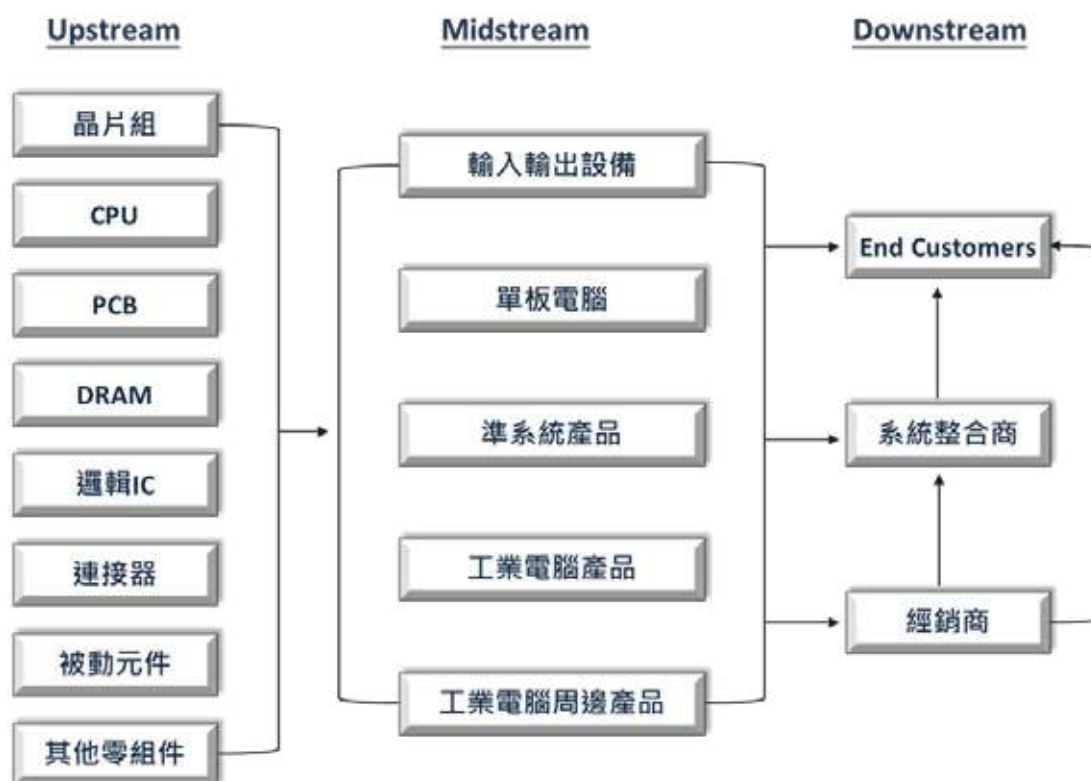 Upstream
Midstream
Downstream
晶片組
CPU
PCB
DRAM
邏輯IC
連接器
被動元件
其他零組件
輸入輸出設備
單板電腦
準系統產品
工業電腦產品
工業電腦周邊產品
End Customers
系統整合商
經銷商